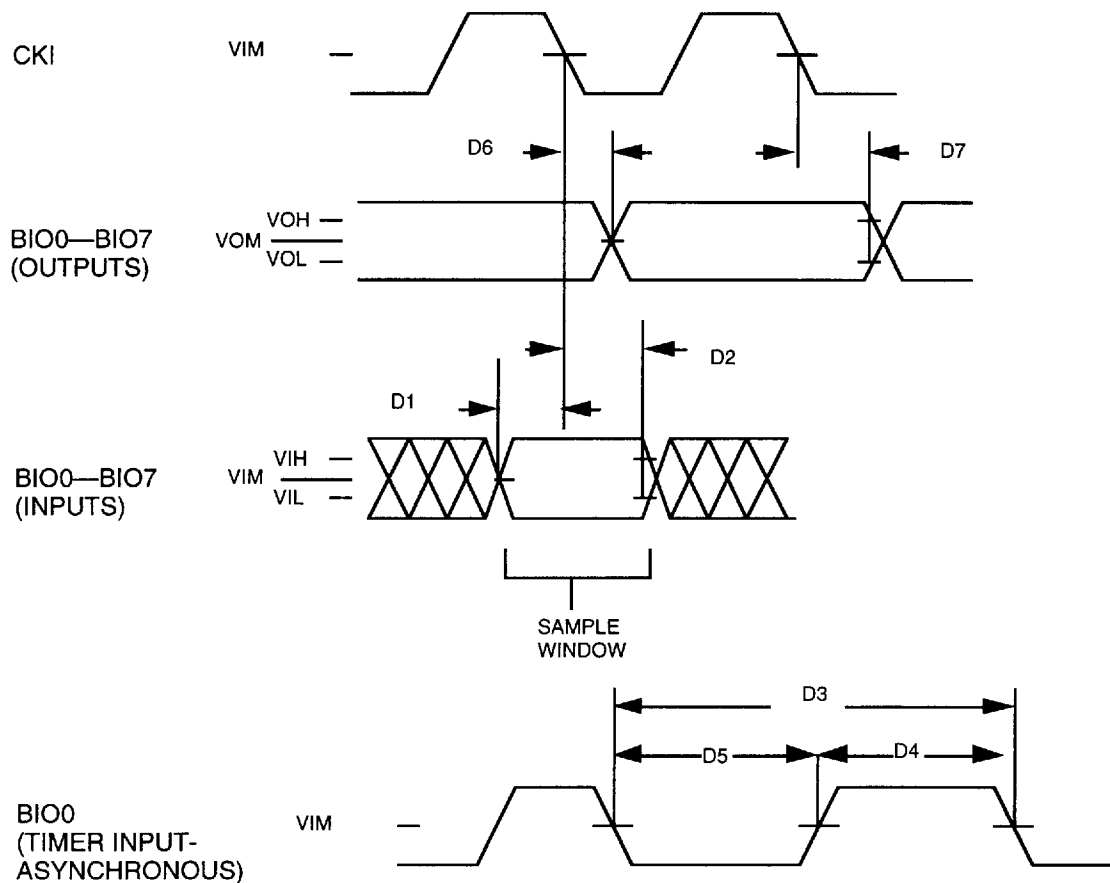 CKI
VIM
D6
D7
BIO0—BIO7
(OUTPUTS)
VOH
VOM
VOL
D2
D1
BIO0—BIO7
(INPUTS)
VIH
VIM
VIL
SAMPLE
WINDOW
D3
D5
D4
BIO0
(TIMER INPUT-
ASYNCHRONOUS)
VIM